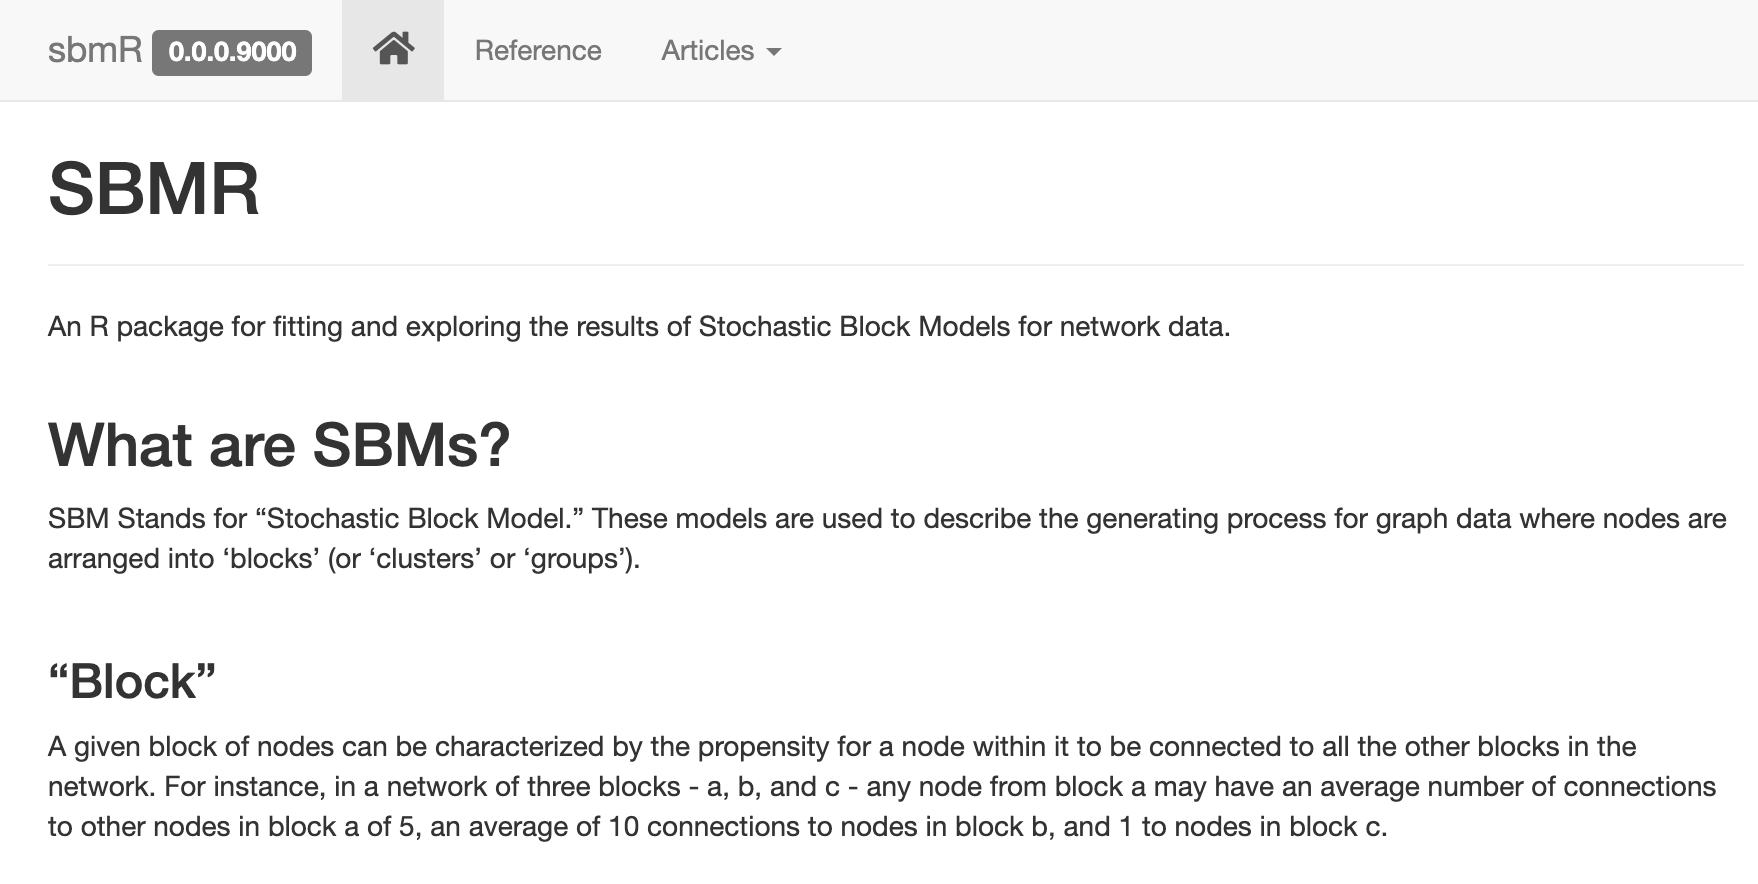 sbmR 0.0.0.9000 Reference Articles
SBMR
An R package for fitting and exploring the results of Stochastic Block Models for network data.
What are SBMs?
SBM Stands for “Stochastic Block Model.” These models are used to describe the generating process for graph data where nodes are
arranged into ‘blocks’ (or ‘clusters’ or ‘groups’).
“Block”
A given block of nodes can be characterized by the propensity for a node within it to be connected to all the other blocks in the
network. For instance, in a network of three blocks - a, b, and c - any node from block a may have an average number of connections
to other nodes in block a of 5, an average of 10 connections to nodes in block b, and 1 to nodes in block c.